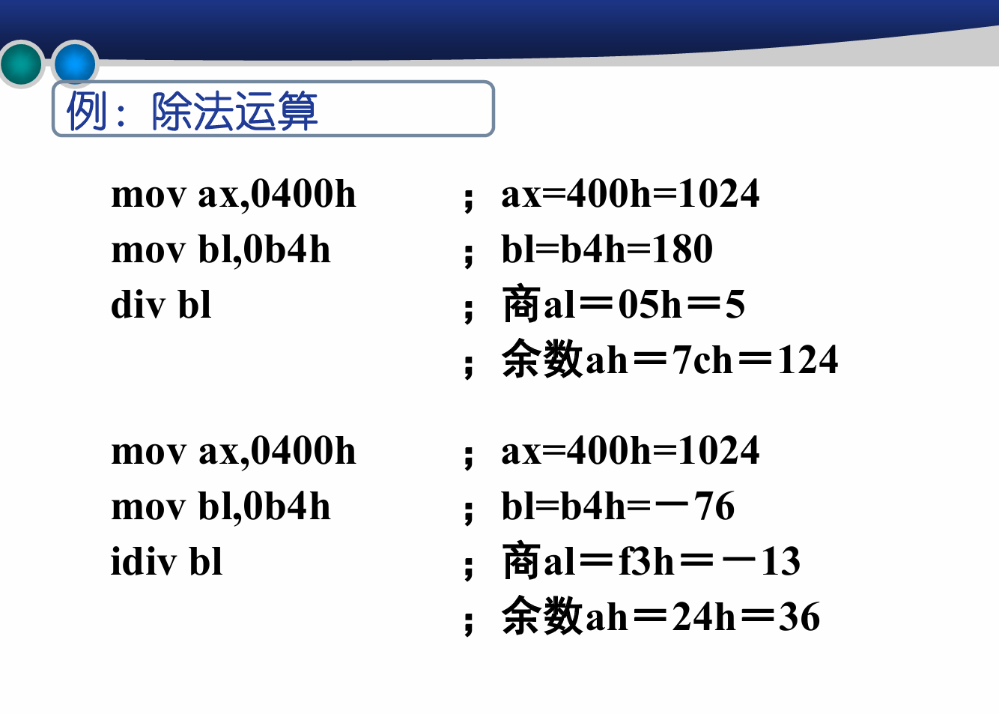 例：除法运算
mov ax,0400h ；ax=400h=1024
mov bl,0b4h ；bl=b4h=180
div bl ；商al＝05h＝5
；余数ah＝7ch＝124
mov ax,0400h ；ax=400h=1024
mov bl,0b4h ；bl=b4h=－76
idiv bl ；商al＝f3h＝－13
；余数ah＝24h＝36